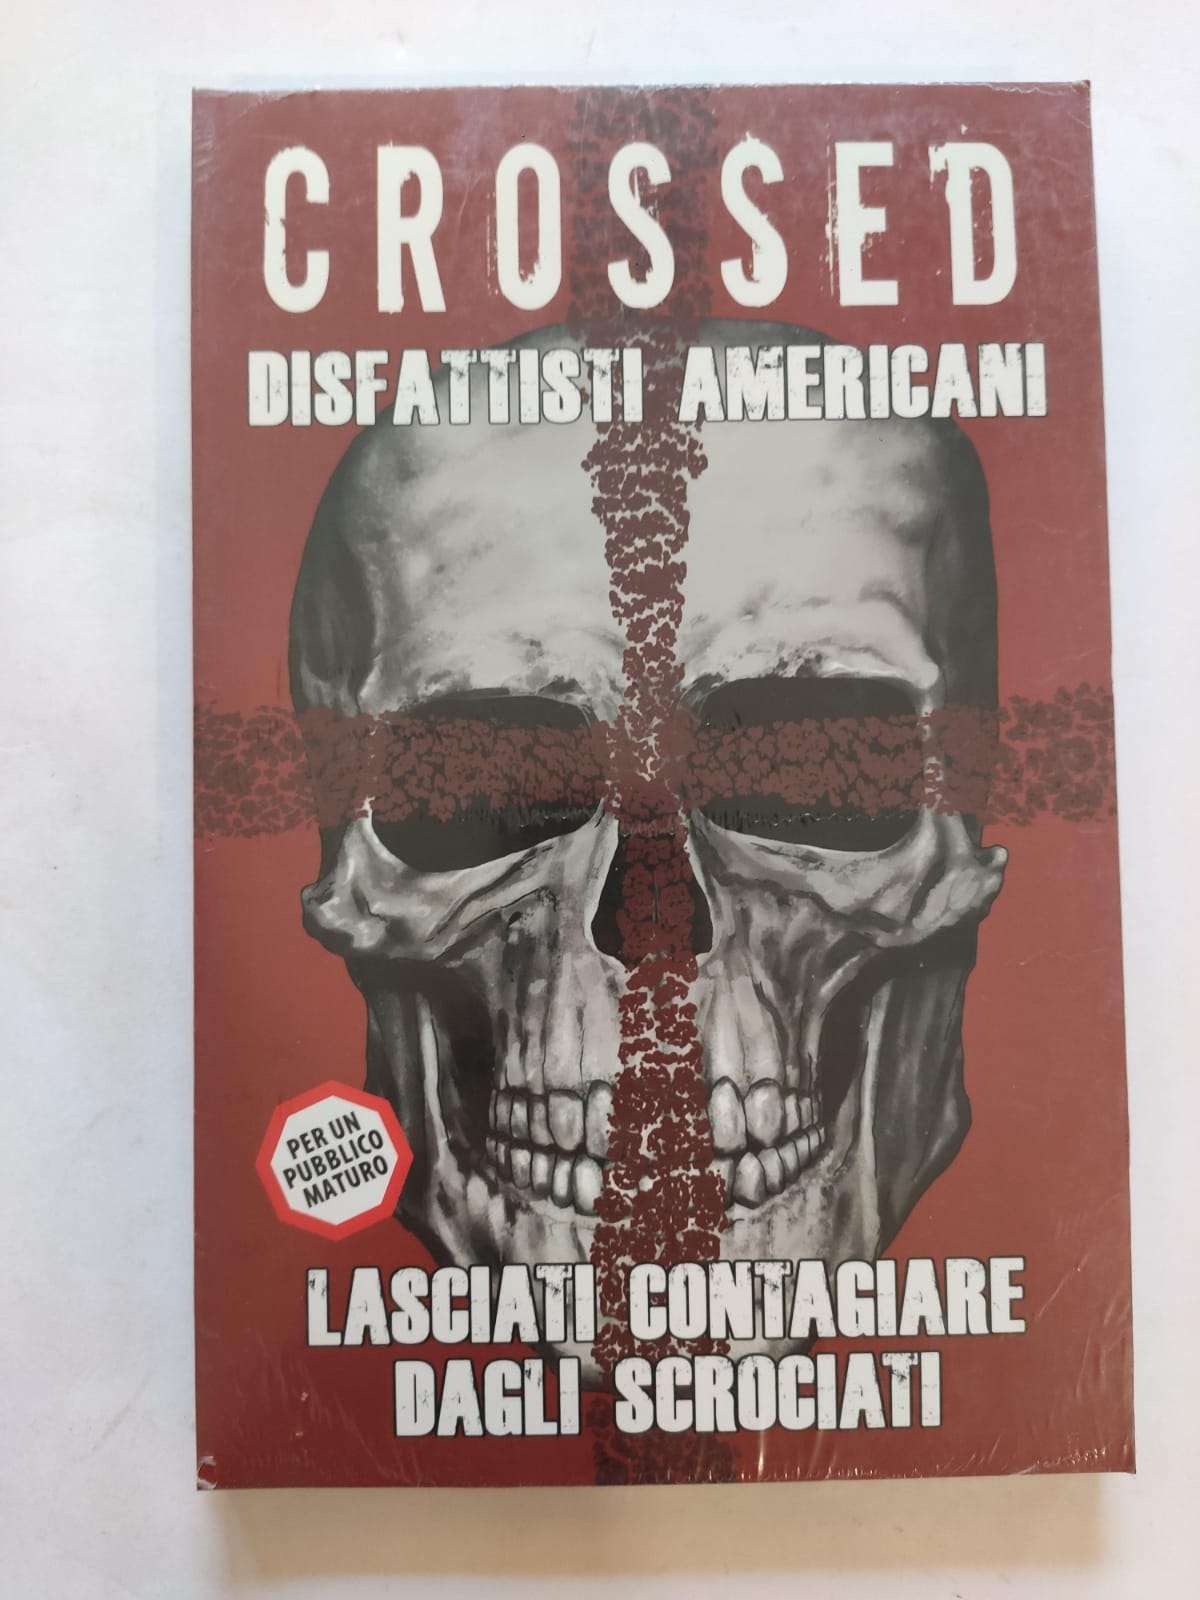 CROSSED
DISFATTISTI AMERICANI
PER UN
PUBBLICO
MATURO
LASCIATI CONTAGIARE
DAGLI SCROCIATI